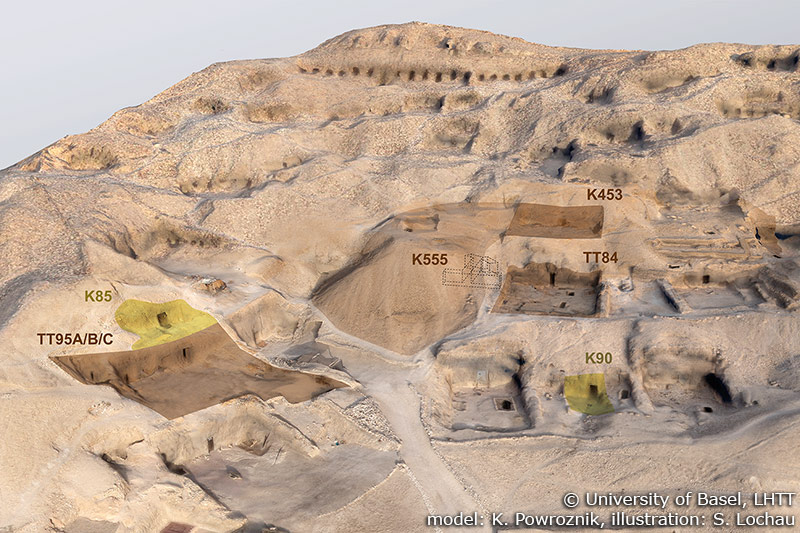 K453
K555
TT84
K85
TT95A/B/C
K90
© University of Basel, LHTT
model: K. Powroznik, illustration: S. Lochau